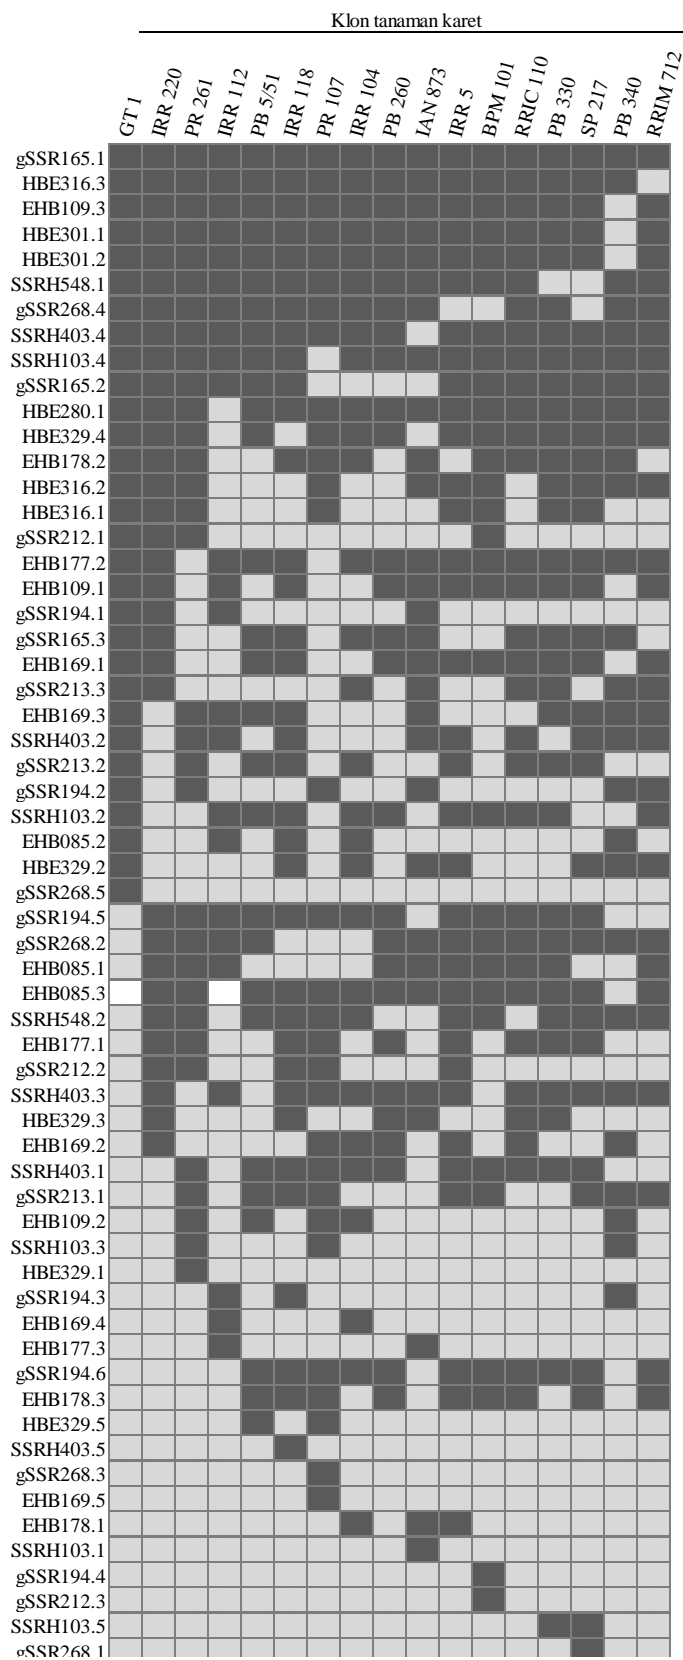 Klon tanaman karet
GT 1
IRR 220
PR 261
IRR 112
PB 5/51
IRR 118
PR 107
IRR 104
PB 260
IAN 873
IRR 5
BPM 101
RRIC 110
PB 330
SP 217
PB 340
RRIM 712
gSSR165.1
HBE316.3
EHB109.3
HBE301.1
HBE301.2
SSRH548.1
gSSR268.4
SSRH403.4
SSRH103.4
gSSR165.2
HBE280.1
HBE329.4
EHB178.2
HBE316.2
HBE316.1
gSSR212.1
EHB177.2
EHB109.1
gSSR194.1
gSSR165.3
EHB169.1
gSSR213.3
EHB169.3
SSRH403.2
gSSR213.2
gSSR194.2
SSRH103.2
EHB085.2
HBE329.2
gSSR268.5
gSSR194.5
gSSR268.2
EHB085.1
EHB085.3
SSRH548.2
EHB177.1
gSSR212.2
SSRH403.3
HBE329.3
EHB169.2
SSRH403.1
gSSR213.1
EHB109.2
SSRH103.3
HBE329.1
gSSR194.3
EHB169.4
EHB177.3
gSSR194.6
EHB178.3
HBE329.5
SSRH403.5
gSSR268.3
EHB169.5
EHB178.1
SSRH103.1
gSSR194.4
gSSR212.3
SSRH103.5
gSSR268.1